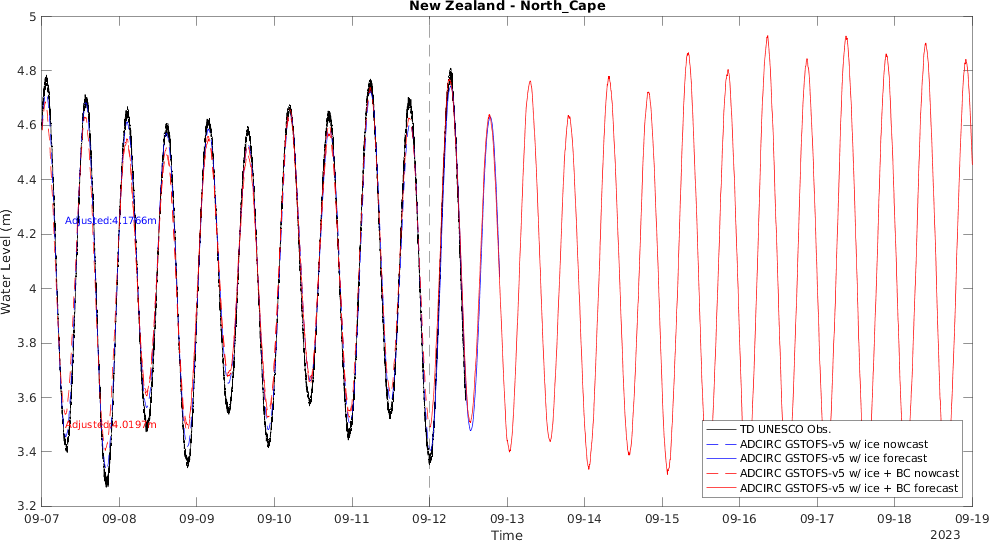 New Zealand - North_Cape
5
4.8
4.6
4.4
4.2
4
3.8
3.6
3.4
3.2
Water Level (m)
Adjusted:4.1766m
Adjusted:4.0197m
TD UNESCO Obs.
ADCIRC GSTOFS-v5 w/ ice nowcast
ADCIRC GSTOFS-v5 w/ ice forecast
ADCIRC GSTOFS-v5 w/ ice + BC nowcast
ADCIRC GSTOFS-v5 w/ ice + BC forecast
09-07 09-08 09-09 09-10 09-11 09-12 09-13 09-14 09-15 09-16 09-17 09-18 09-19
Time
2023